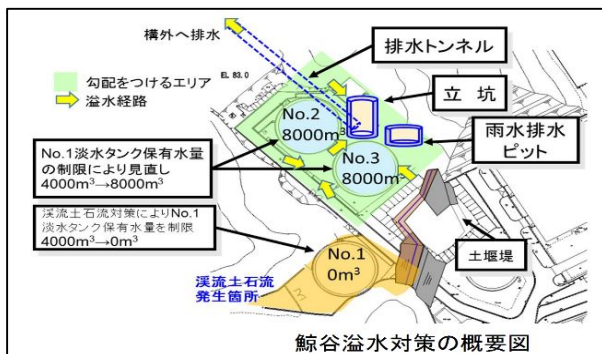 構外へ排水
排水トンネル
EL 83.0
勾配をつけるエリア
溢水経路
立 坑
No.2
8000m³
雨水排水
ピット
No.1淡水タンク保有水量
の制限により見直し
4000m³→8000m³
No.3
8000m³
渓流土石流対策によりNo.1
淡水タンク保有水量を制限
4000m³→0m³
土堰堤
No.1
0m³
渓流土石流
発生箇所
鯨谷溢水対策の概要図